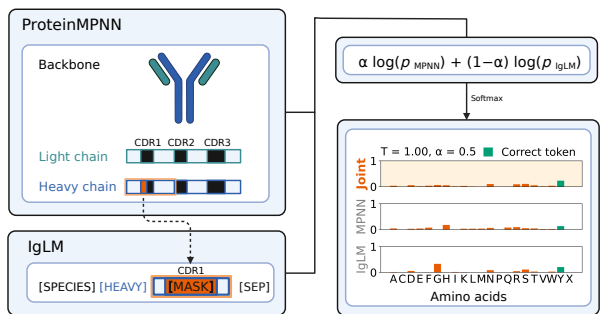 ProteinMPNN
Backbone
CDR1 CDR2 CDR3
Light chain
Heavy chain
IgLM
CDR1
[SPECIES] [HEAVY] [MASK] [SEP]
α log(p MPNN) + (1−α) log(p IgLM)
Softmax
T = 1.00, α = 0.5 Correct token
1
0
Joint
1
0
MPNN
1
0
IgLM
A C D E F G H I K L M N P Q R S T V W Y X
Amino acids